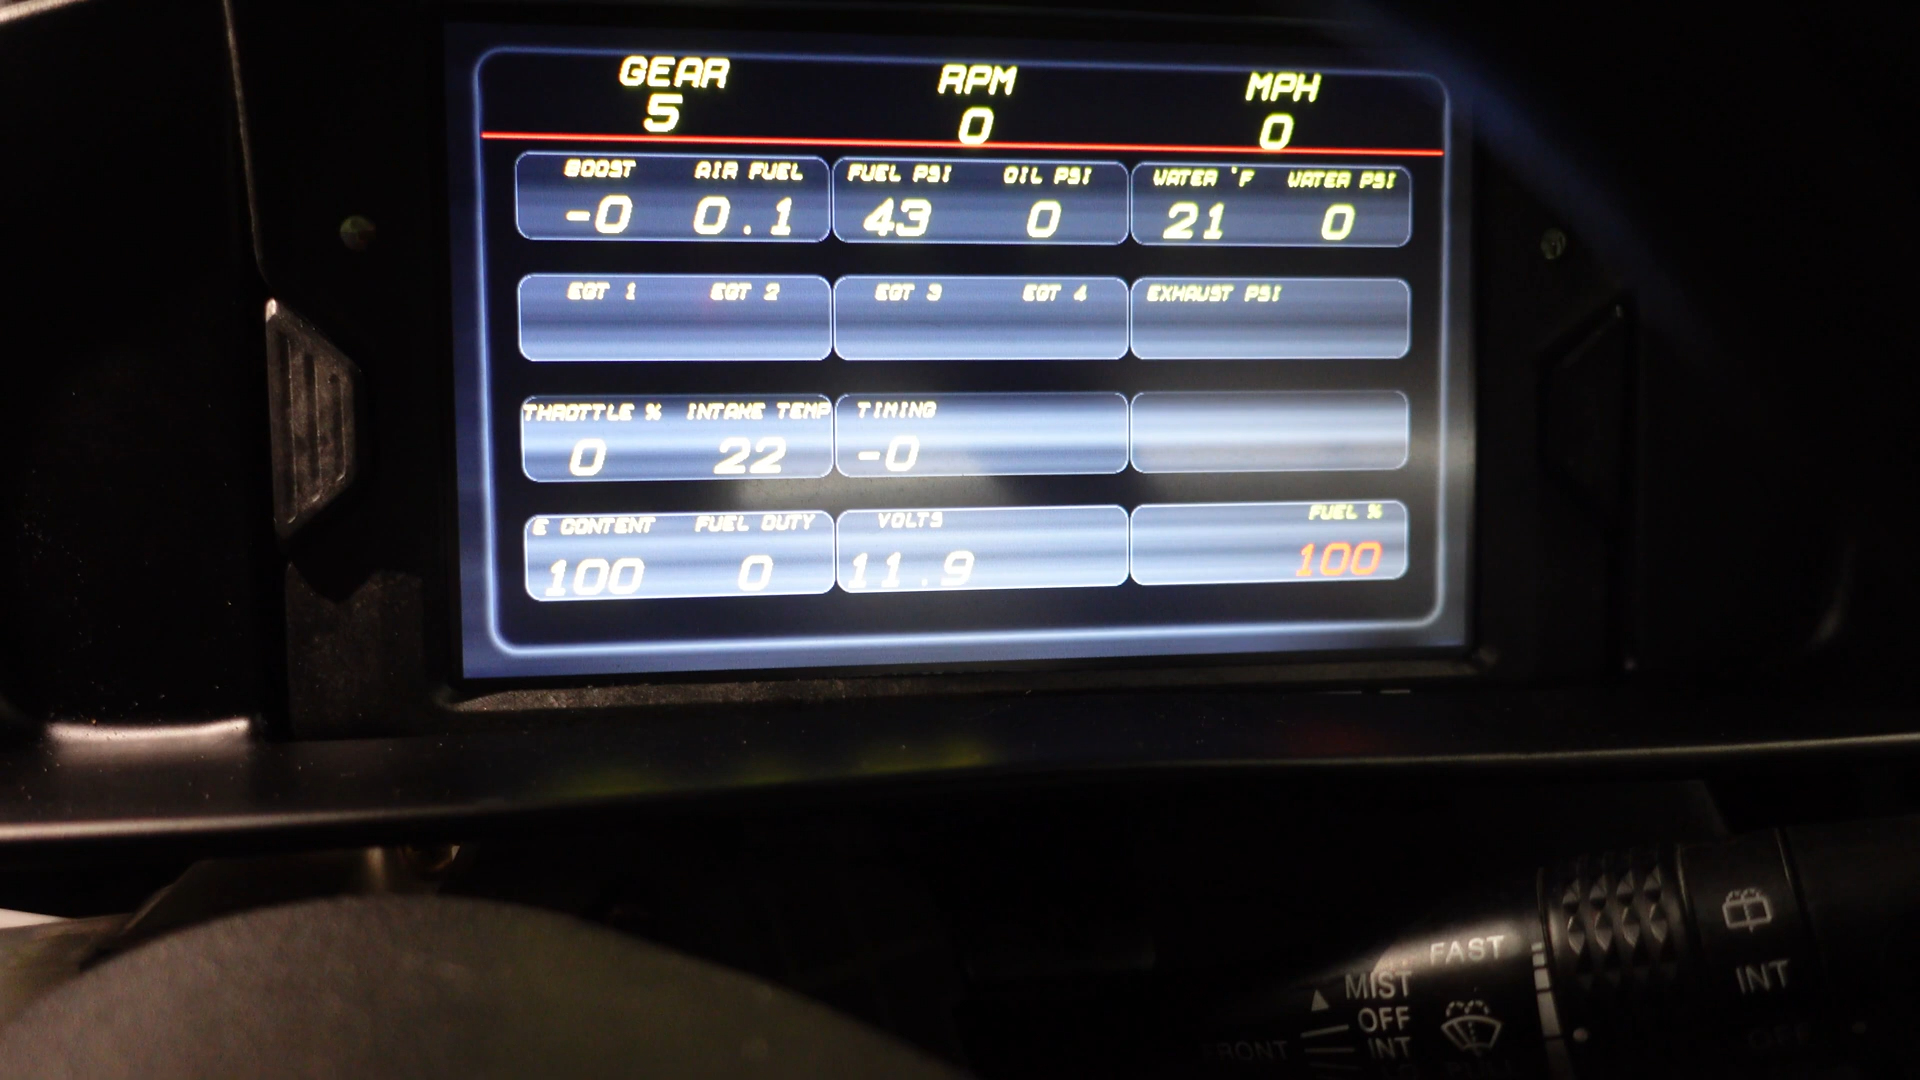 GEAR RPM MPH
5 0 0
BOOST AIR FUEL FUEL PSI OIL PSI WATER °F WATER PSI
-0 0.1 43 0 21 0
EGT 1 EGT 2 EGT 3 EGT 4 EXHAUST PSI
THROTTLE % INTAKE TEMP TIMING
0 22 -0
E CONTENT FUEL DUTY VOLTS FUEL %
100 0 11.9 100
FAST
MIST
OFF
FRONT INT
INT
OFF